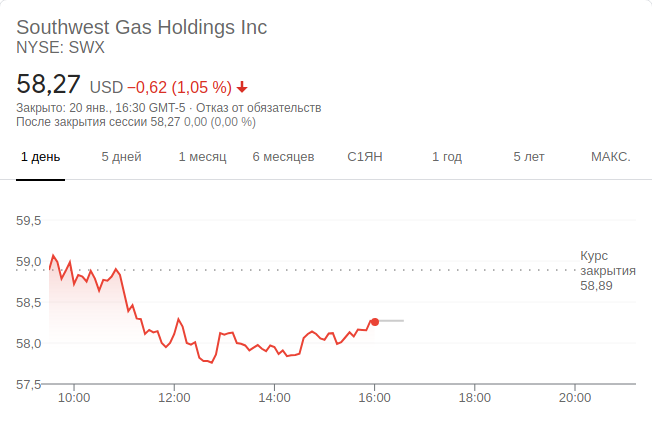 Southwest Gas Holdings Inc
NYSE: SWX
58,27 USD −0,62 (1,05 %)
Закрыто: 20 янв., 16:30 GMT-5 · Отказ от обязательств
После закрытия сессии 58,27 0,00 (0,00 %)
1 день 5 дней 1 месяц 6 месяцев С1ЯН 1 год 5 лет МАКС.
59,5
59,0
58,5
58,0
57,5
Курс
закрытия
58,89
10:00 12:00 14:00 16:00 18:00 20:00